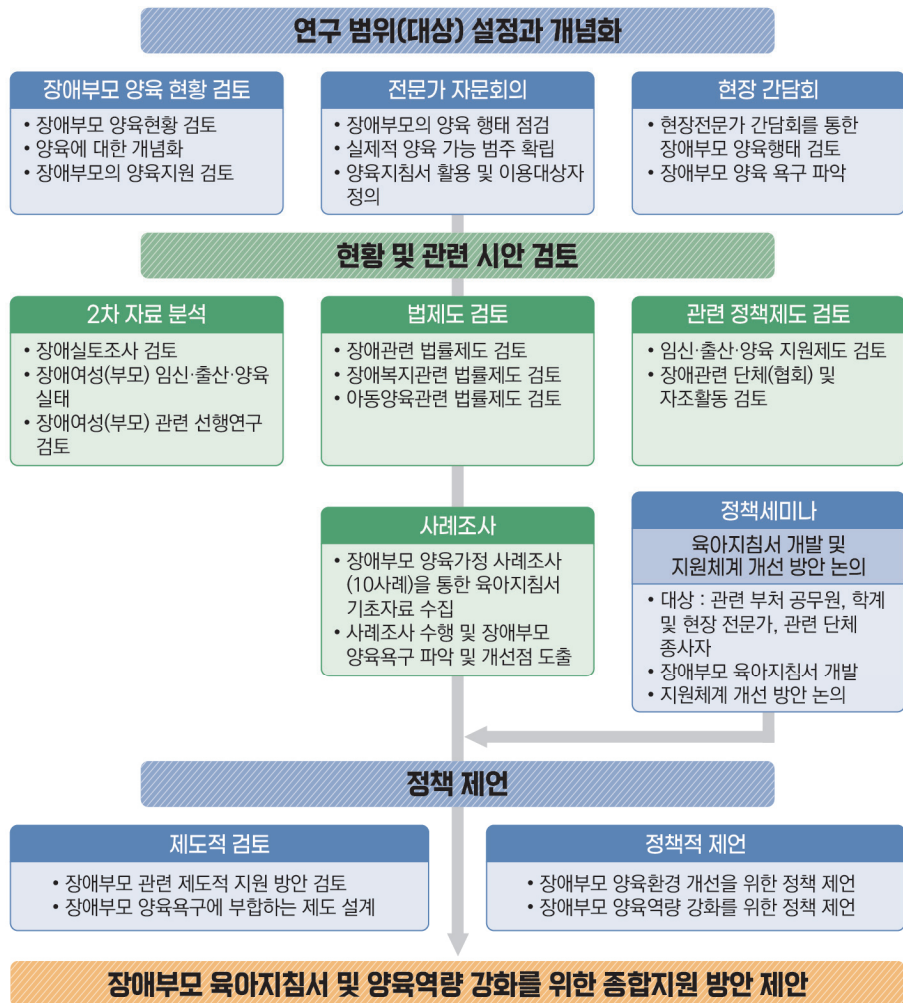 연구 범위(대상) 설정과 개념화
장애부모 양육 현황 검토
• 장애부모 양육현황 검토
• 양육에 대한 개념화
• 장애부모의 양육지원 검토
전문가 자문회의
• 장애부모의 양육 행태 점검
• 실제적 양육 가능 범주 확립
• 양육지침서 활용 및 이용대상자
정의
현장 간담회
• 현장전문가 간담회를 통한
장애부모 양육행태 검토
• 장애부모 양육 욕구 파악
현황 및 관련 시안 검토
2차 자료 분석
• 장애실토조사 검토
• 장애여성(부모) 임신·출산·양육
실태
• 장애여성(부모) 관련 선행연구
검토
법제도 검토
• 장애관련 법률제도 검토
• 장애복지관련 법률제도 검토
• 아동양육관련 법률제도 검토
관련 정책제도 검토
• 임신·출산·양육 지원제도 검토
• 장애관련 단체(협회) 및
자조활동 검토
사례조사
• 장애부모 양육가정 사례조사
(10사례)을 통한 육아지침서
기초자료 수집
• 사례조사 수행 및 장애부모
양육욕구 파악 및 개선점 도출
정책세미나
육아지침서 개발 및
지원체계 개선 방안 논의
• 대상 : 관련 부처 공무원, 학계
및 현장 전문가, 관련 단체
종사자
• 장애부모 육아지침서 개발
• 지원체계 개선 방안 논의
정책 제언
제도적 검토
• 장애부모 관련 제도적 지원 방안 검토
• 장애부모 양육욕구에 부합하는 제도 설계
정책적 제언
• 장애부모 양육환경 개선을 위한 정책 제언
• 장애부모 양육역량 강화를 위한 정책 제언
장애부모 육아지침서 및 양육역량 강화를 위한 종합지원 방안 제안